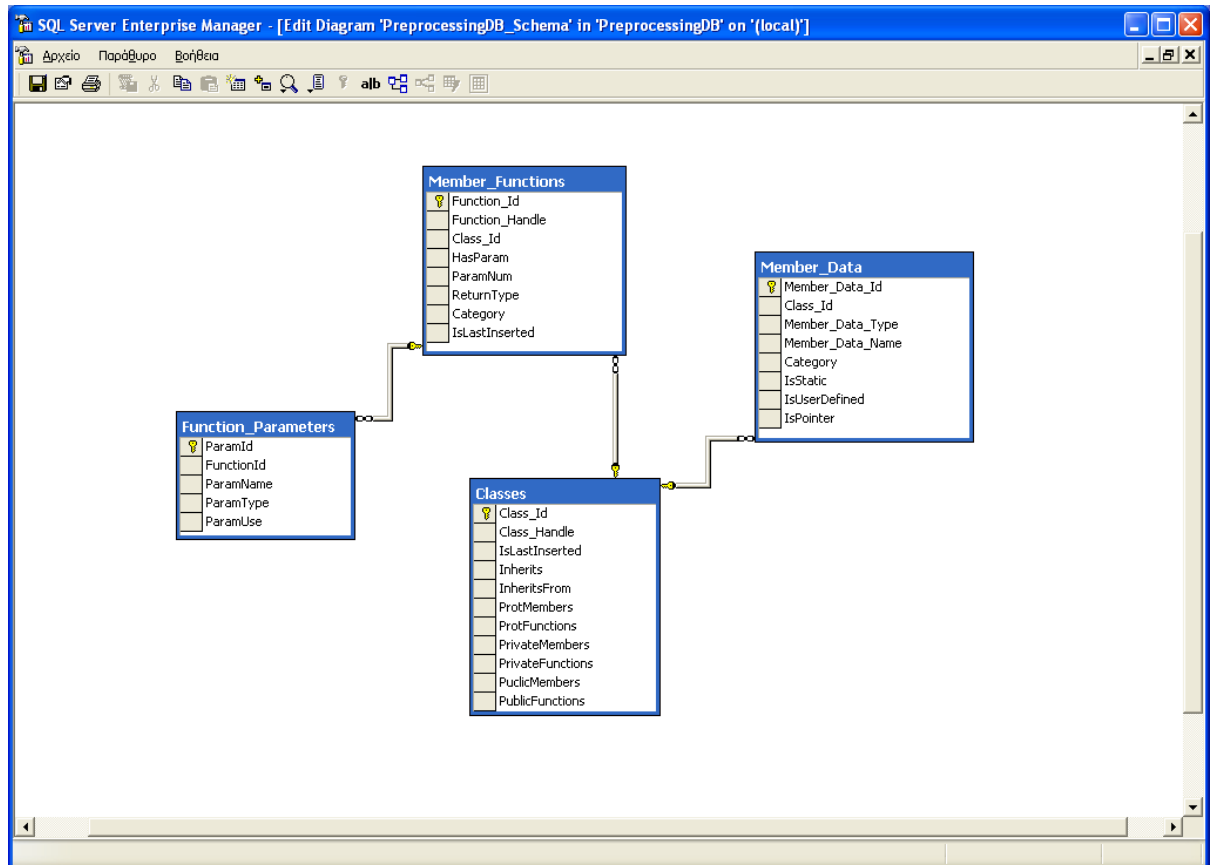 SQL Server Enterprise Manager - [Edit Diagram 'PreprocessingDB_Schema' in 'PreprocessingDB' on '(local)']
Αρχείο Παράθυρο Βοήθεια
a|b
Member_Functions
Function_Id
Function_Handle
Class_Id
HasParam
ParamNum
ReturnType
Category
IsLastInserted
Member_Data
Member_Data_Id
Class_Id
Member_Data_Type
Member_Data_Name
Category
IsStatic
IsUserDefined
IsPointer
Function_Parameters
ParamId
FunctionId
ParamName
ParamType
ParamUse
Classes
Class_Id
Class_Handle
IsLastInserted
Inherits
InheritsFrom
ProtMembers
ProtFunctions
PrivateMembers
PrivateFunctions
PuclicMembers
PublicFunctions